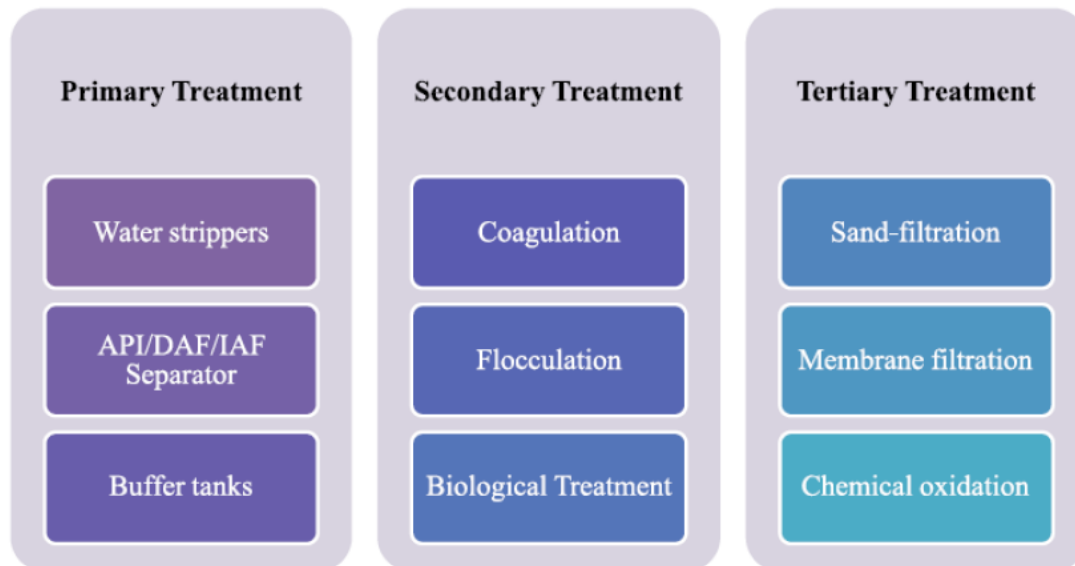 Primary Treatment
Water strippers
API/DAF/IAF
Separator
Buffer tanks
Secondary Treatment
Coagulation
Flocculation
Biological Treatment
Tertiary Treatment
Sand-filtration
Membrane filtration
Chemical oxidation